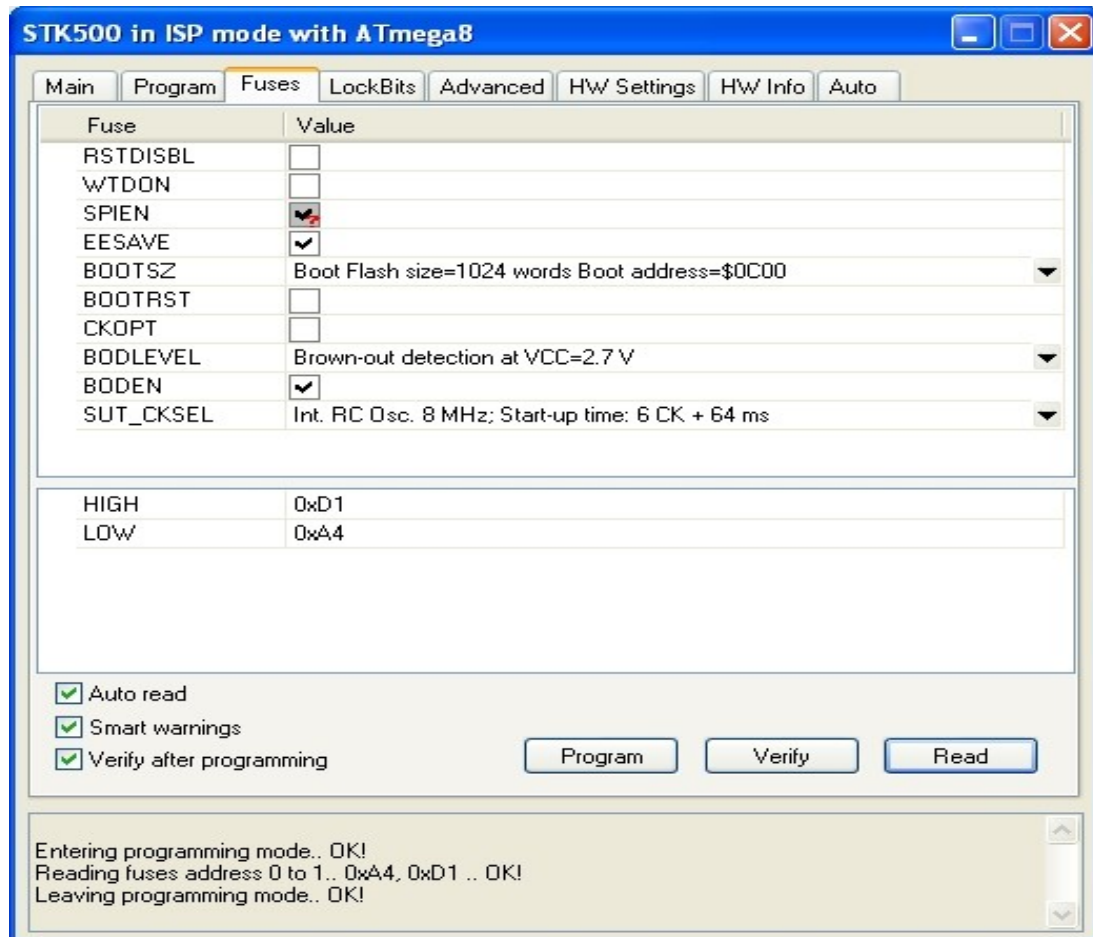 STK500 in ISP mode with ATmega8
Main Program Fuses LockBits Advanced HW Settings HW Info Auto
Fuse Value
RSTDISBL
WTDON
SPIEN
EESAVE
BOOTSZ Boot Flash size=1024 words Boot address=$0C00
BOOTRST
CKOPT
BODLEVEL Brown-out detection at VCC=2.7 V
BODEN
SUT_CKSEL Int. RC Osc. 8 MHz; Start-up time: 6 CK + 64 ms
HIGH 0xD1
LOW 0xA4
Auto read
Smart warnings
Verify after programming
Program Verify Read
Entering programming mode.. OK!
Reading fuses address 0 to 1.. 0xA4, 0xD1 .. OK!
Leaving programming mode.. OK!